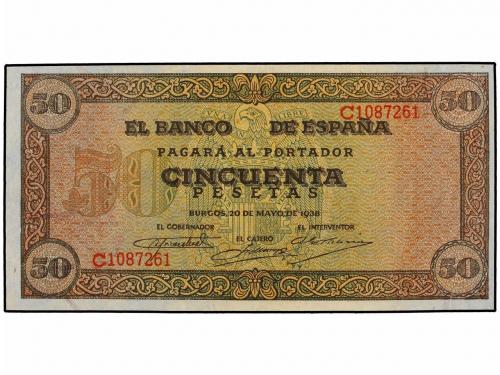 50 50
C1087261
EL BANCO DE ESPAÑA
PAGARÁ AL PORTADOR
50 CINCUENTA
PESETAS
BURGOS, 20 DE MAYO DE 1938
EL GOBERNADOR EL INTERVENTOR
EL CAJERO
C1087261
50 50